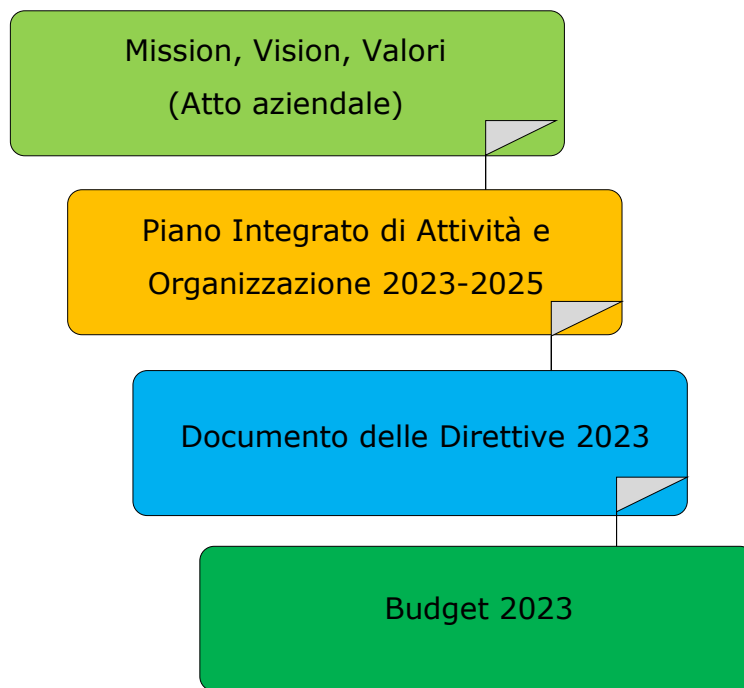 Mission, Vision, Valori
(Atto aziendale)
Piano Integrato di Attività e
Organizzazione 2023-2025
Documento delle Direttive 2023
Budget 2023